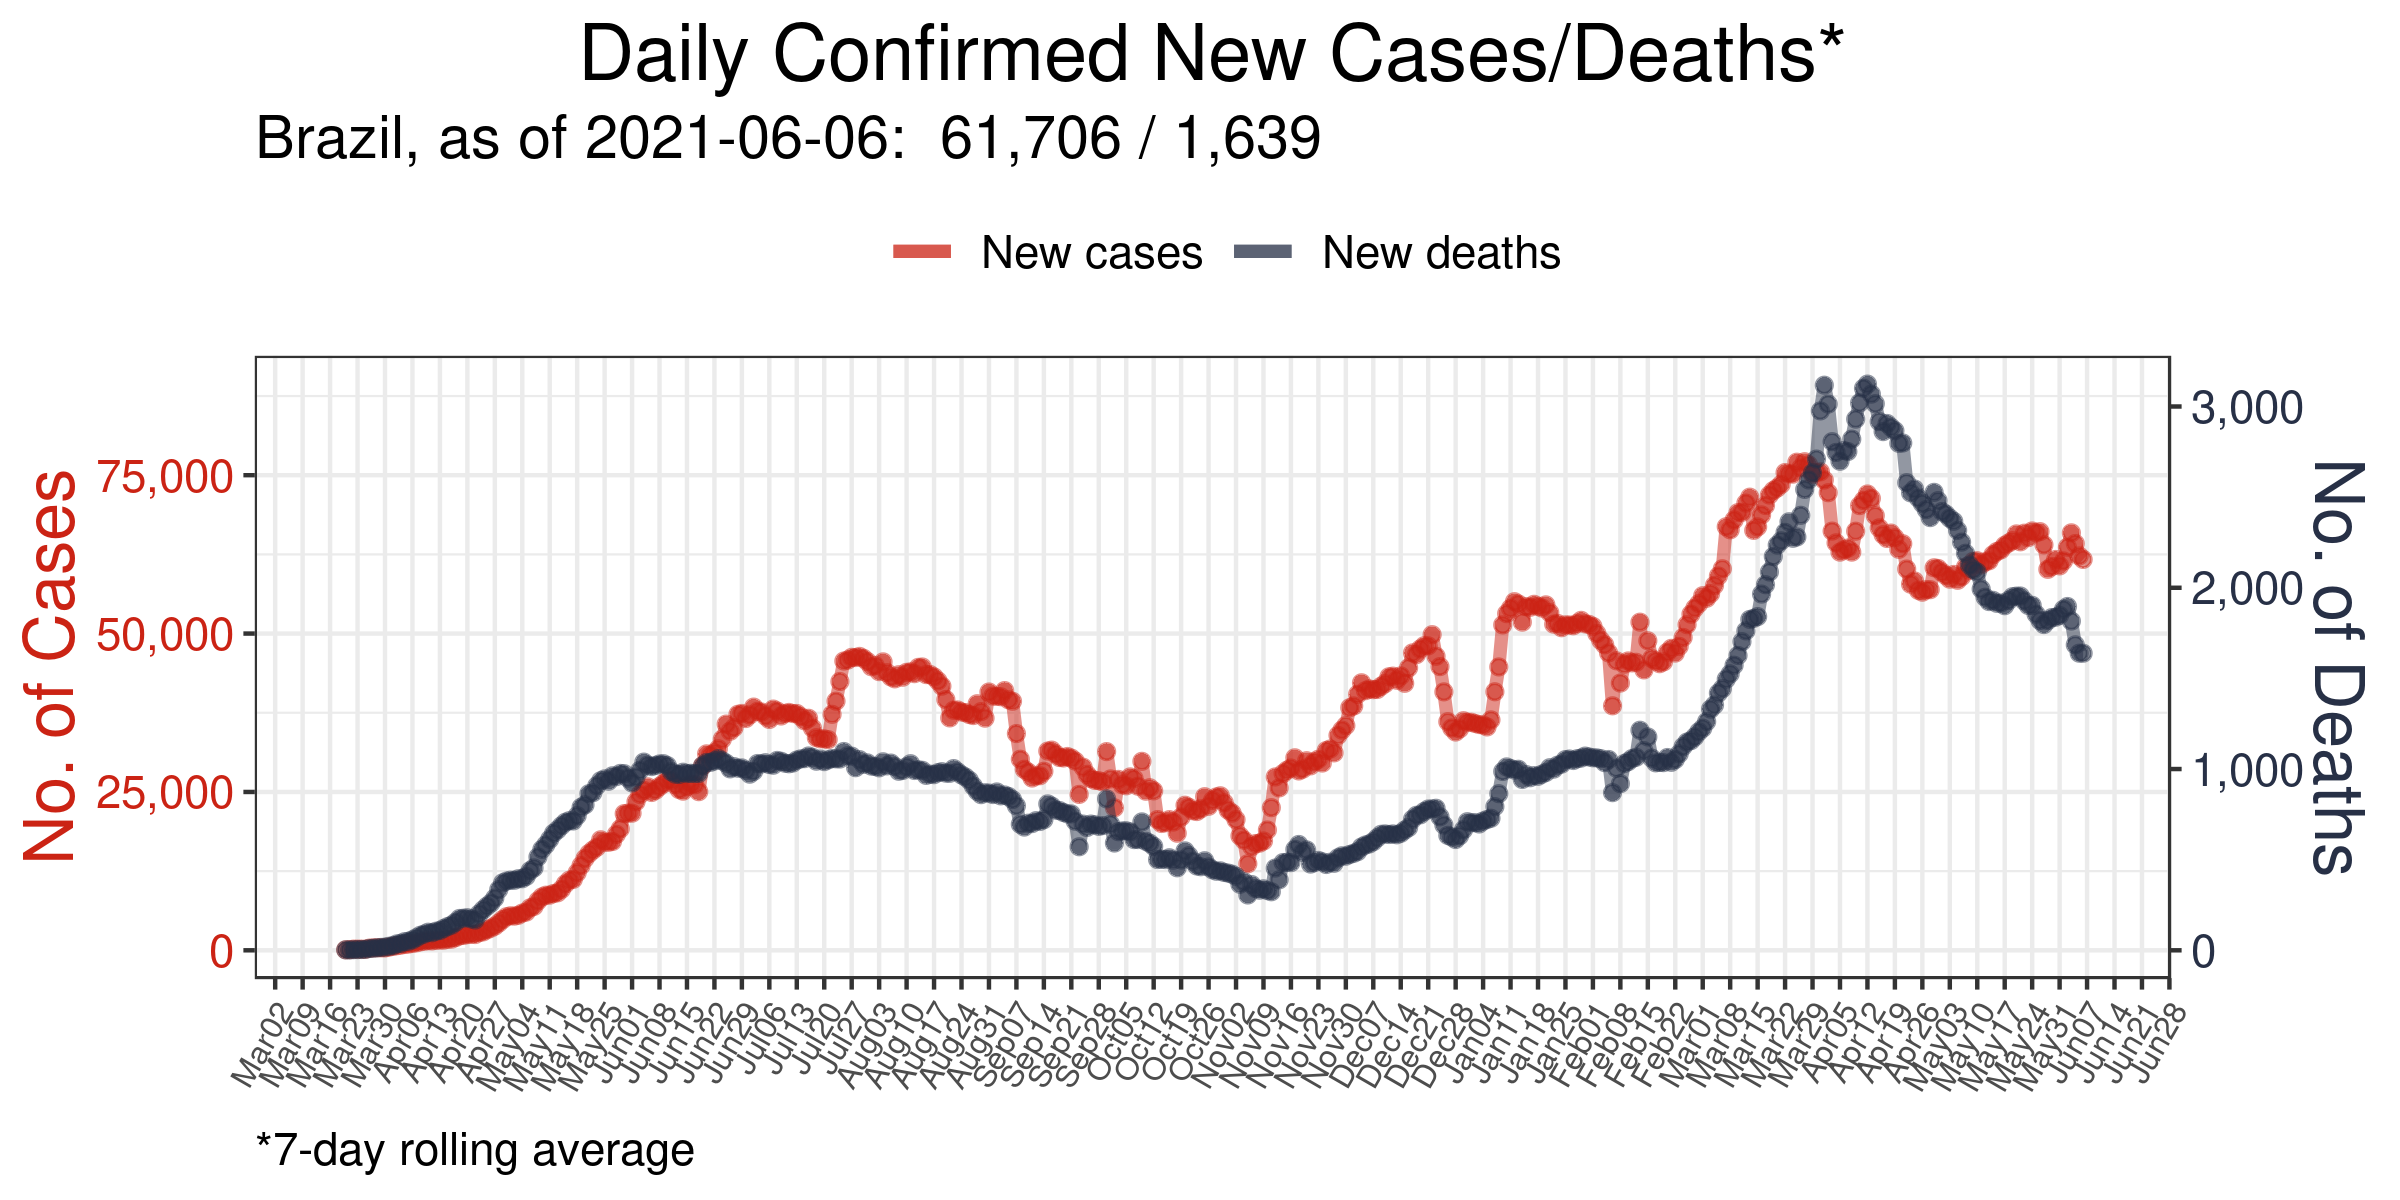 Daily Confirmed New Cases/Deaths*
Brazil, as of 2021-06-06:  61,706 / 1,639
New cases
New deaths
No. of Cases
75,000
50,000
25,000
0
3,000
2,000
1,000
0
No. of Deaths
Mar02
Mar09
Mar16
Mar23
Mar30
Apr06
Apr13
Apr20
Apr27
May04
May11
May18
May25
Jun01
Jun08
Jun15
Jun22
Jun29
Jul06
Jul13
Jul20
Jul27
Aug03
Aug10
Aug17
Aug24
Aug31
Sep07
Sep14
Sep21
Sep28
Oct05
Oct12
Oct19
Oct26
Nov02
Nov09
Nov16
Nov23
Nov30
Dec07
Dec14
Dec21
Dec28
Jan04
Jan11
Jan18
Jan25
Feb01
Feb08
Feb15
Feb22
Mar01
Mar08
Mar15
Mar22
Mar29
Apr05
Apr12
Apr19
Apr26
May03
May10
May17
May24
May31
Jun07
Jun14
Jun21
Jun28
*7-day rolling average